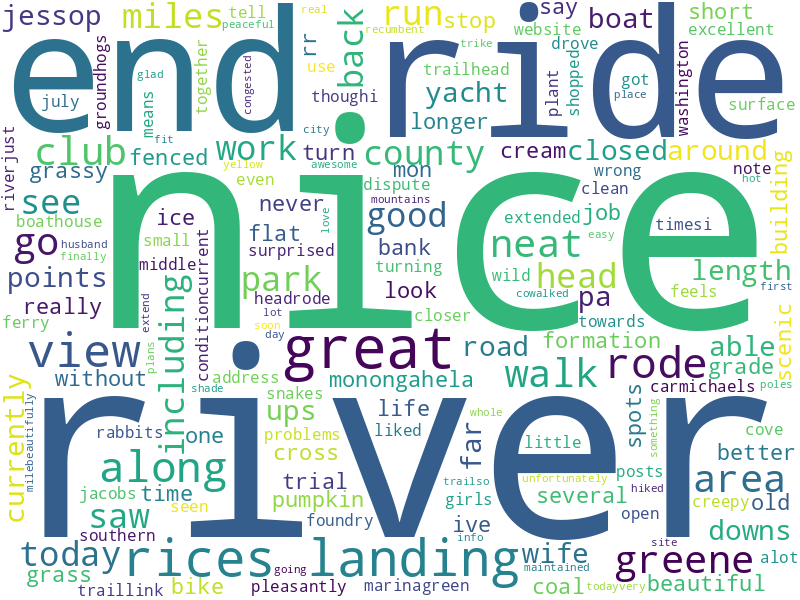 jessop miles run stop say boat short
tell rr back website drove excellent
real peaceful recumbent trike
end ride
july groundhogs glad means together congested use thoughi yacht trailhead longer got place plant shopped washington surface
riverjust club fenced work fit city turn county cream closed around
grassy yellow awesome mon wrong note
see even dispute mountains clean hot building
boathouse ice never love good extended job timesi
go husband small flat bank neat easy
finally middle surprised turning wild head length
points nice
really extend park headrode look cowalked pa feels first
ferry conditioncurrent including lot closer formation towards scenic
view plans soon day great road able
without address shade monongahela walk rode grade
currently milebeautifully snakes life carmichaels poles
rabbits one ups liked far spots something cove
along problems cross little whole better
river
jacobs time seen trial trailso unfortunately posts area
saw pumpkin girls several hiked creepy old
southern foundry ive info open downs
today rices landing wife site greene alot
grass going maintained
traillink bike pleasantly marinagreen coal todayvery beautiful